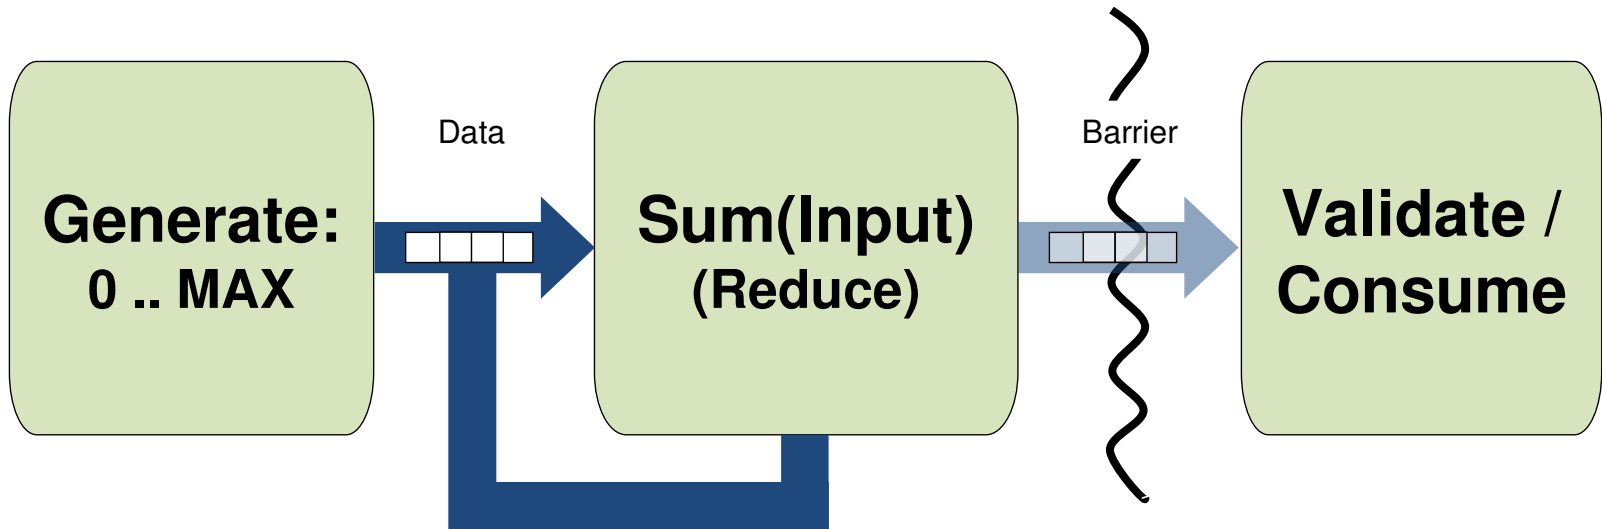 Generate:
0 .. MAX
Data
Sum(Input)
(Reduce)
Barrier
Validate /
Consume